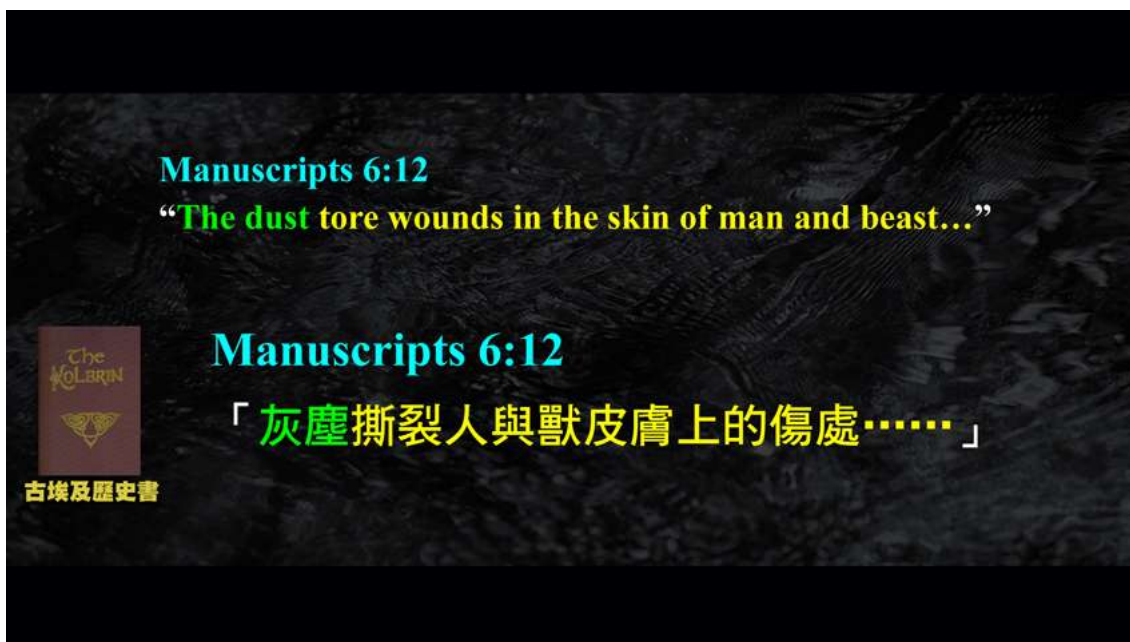 Manuscripts 6:12
“The dust tore wounds in the skin of man and beast…”
Manuscripts 6:12
「灰塵撕裂人與獸皮膚上的傷處……」
The
KOLBRIN
古埃及歷史書